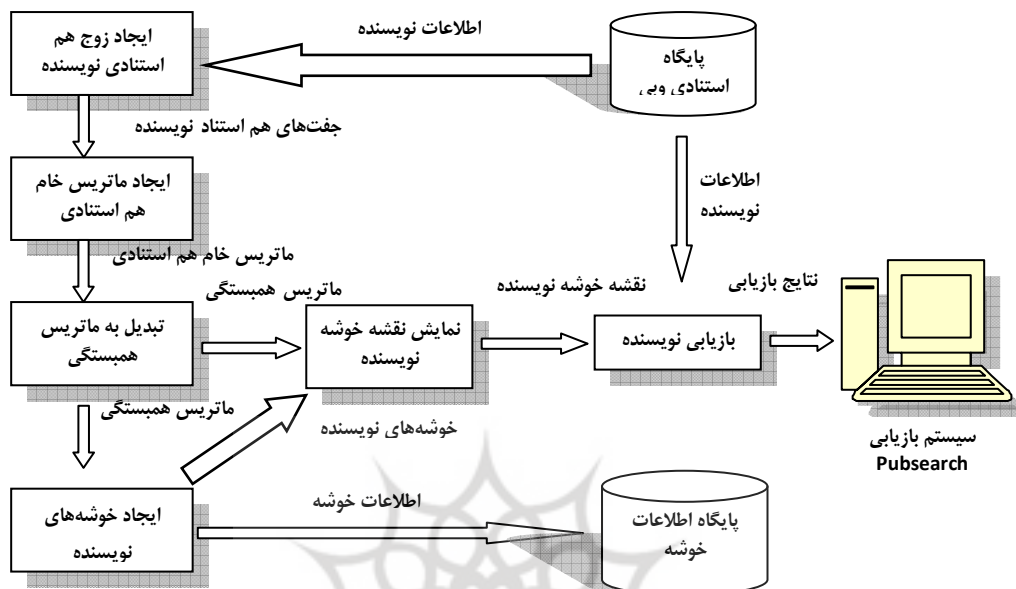 ایجاد زوج هم
استنادی نویسنده
اطلاعات نویسنده
پایگاه
استنادی وبی
جفت‌های هم استناد نویسنده
ایجاد ماتریس خام
هم استنادی
اطلاعات
نویسنده
ماتریس خام هم استنادی
ماتریس همبستگی
نقشه خوشه نویسنده
نتایج بازیابی
تبدیل به ماتریس
همبستگی
نمایش نقشه خوشه
نویسنده
بازیابی نویسنده
ماتریس همبستگی
خوشه‌های نویسنده
سیستم بازیابی
Pubsearch
ایجاد خوشه‌های
نویسنده
اطلاعات خوشه
پایگاه اطلاعات
خوشه